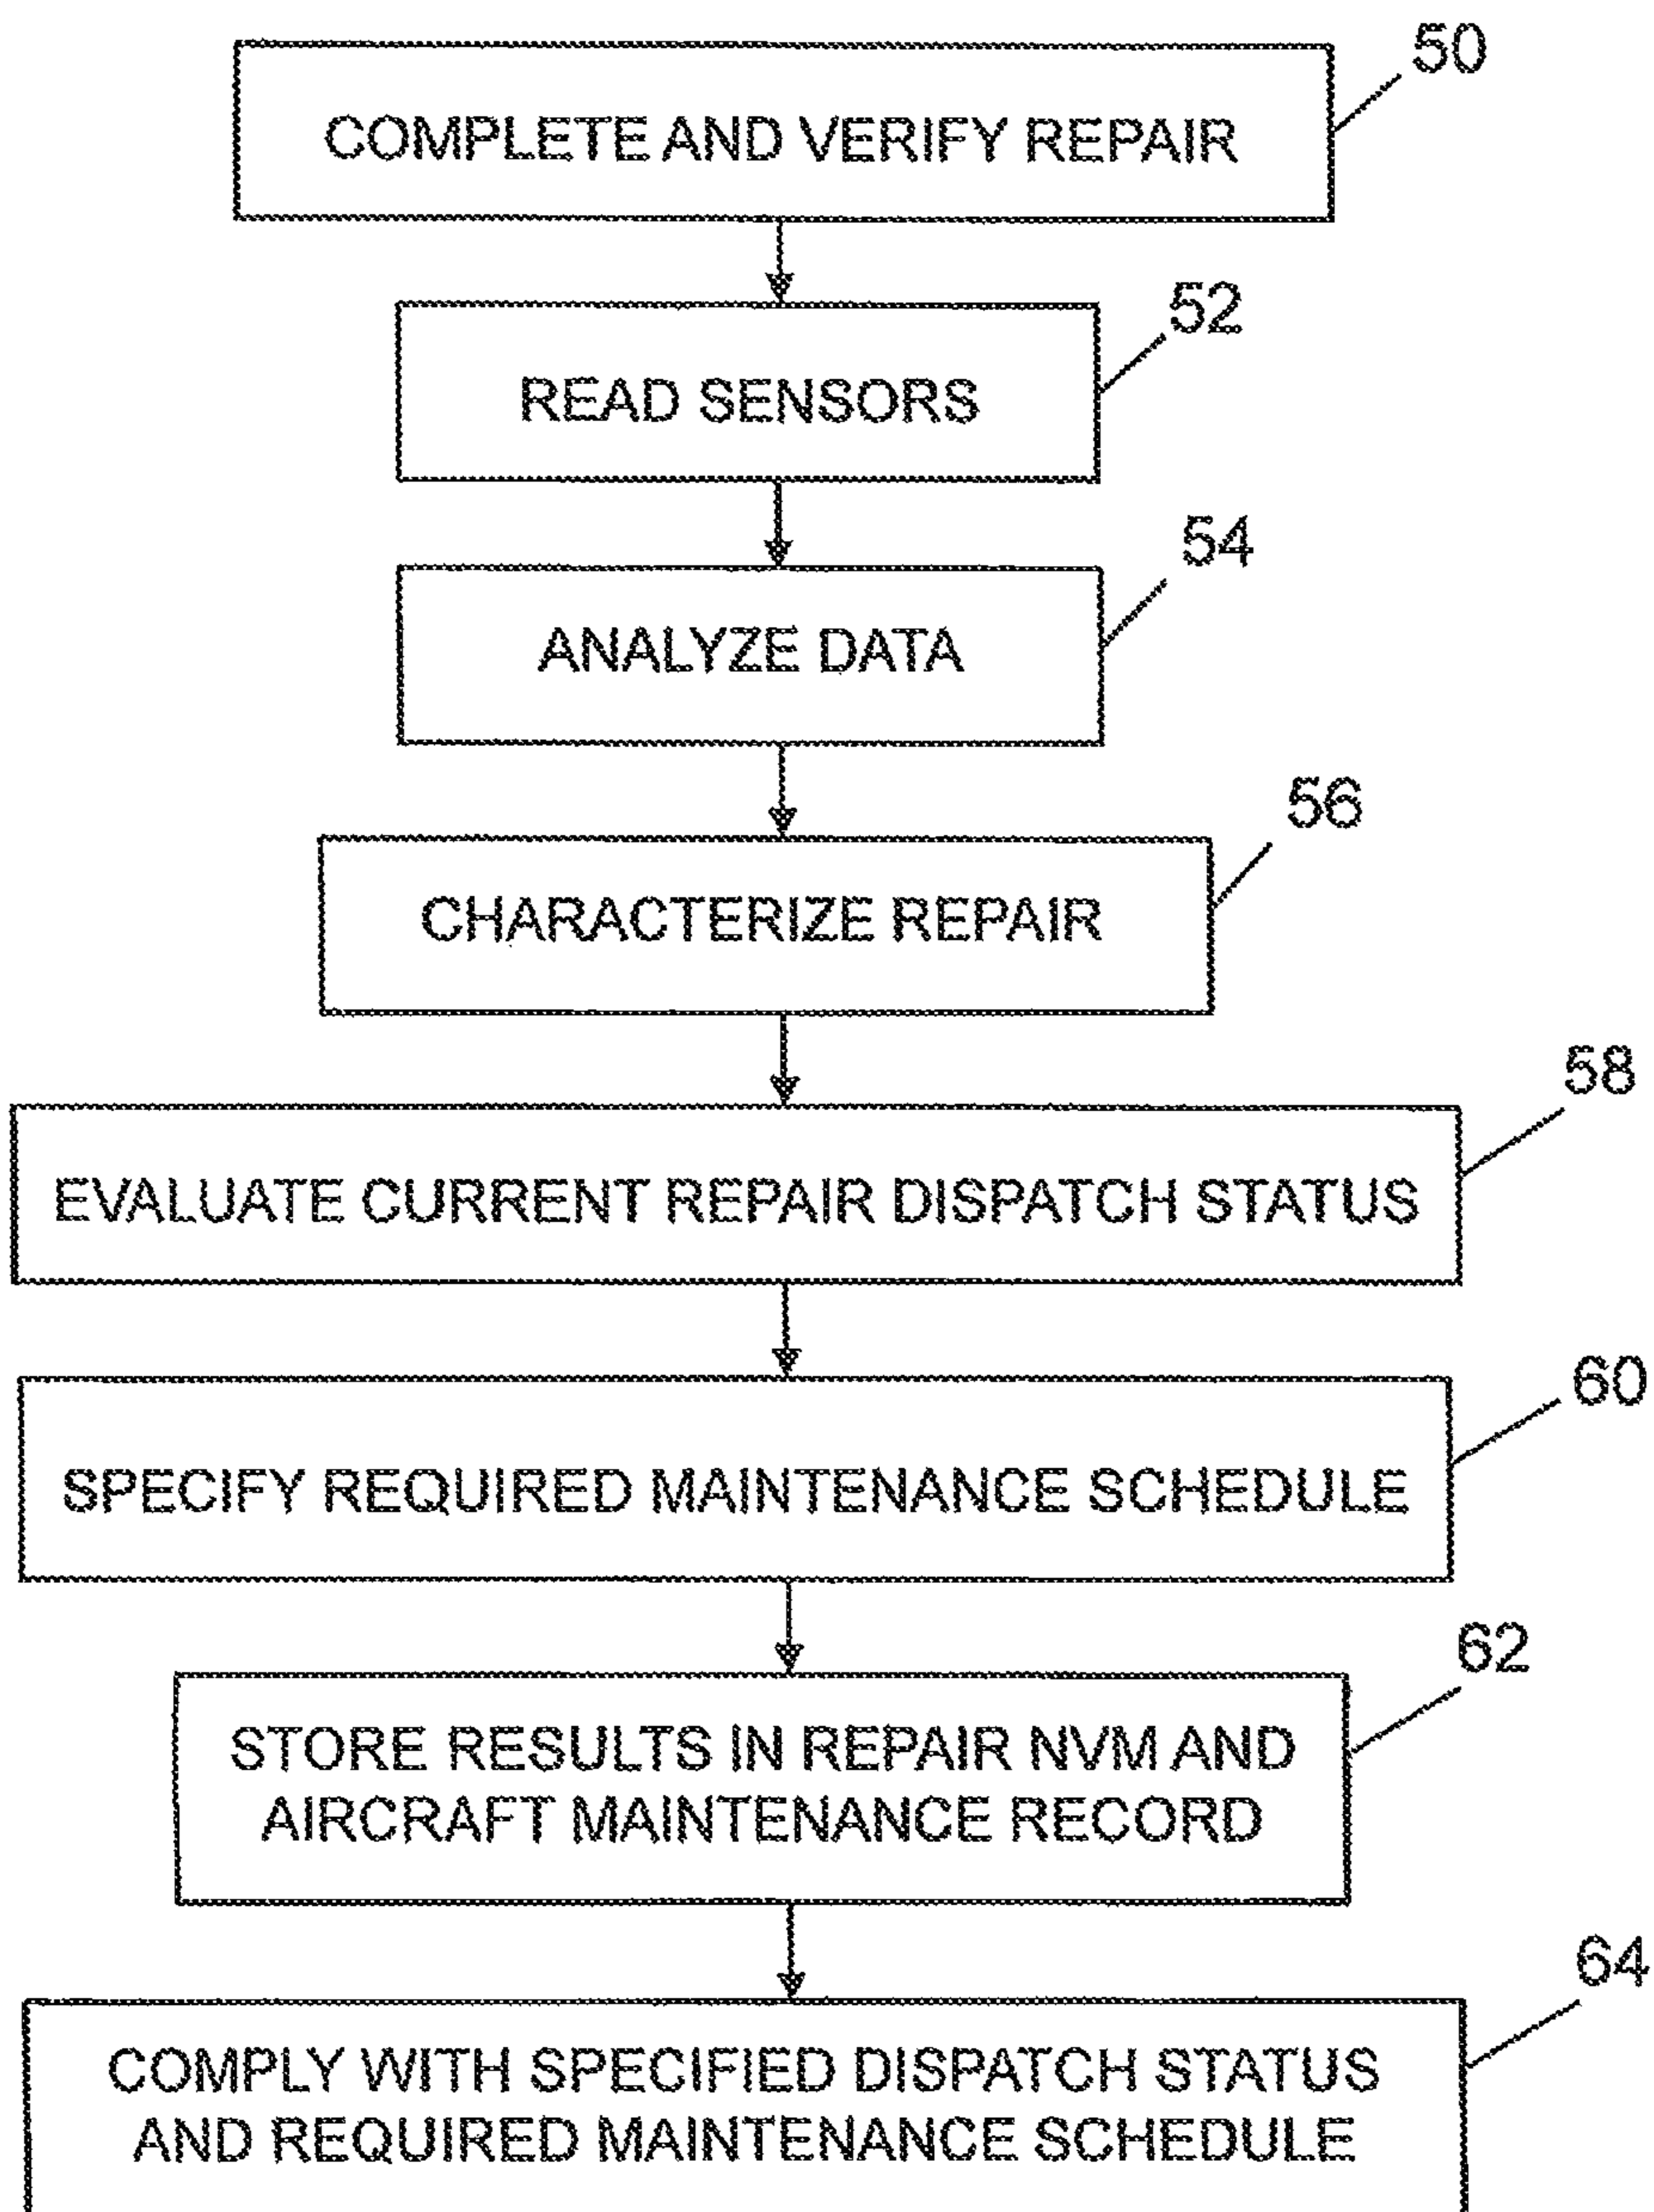 50
COMPLETE AND VERIFY REPAIR
52
READ SENSORS
54
ANALYZE DATA
56
CHARACTERIZE REPAIR
58
EVALUATE CURRENT REPAIR DISPATCH STATUS
60
SPECIFY REQUIRED MAINTENANCE SCHEDULE
62
STORE RESULTS IN REPAIR NVM AND
AIRCRAFT MAINTENANCE RECORD
64
COMPLY WITH SPECIFIED DISPATCH STATUS
AND REQUIRED MAINTENANCE SCHEDULE